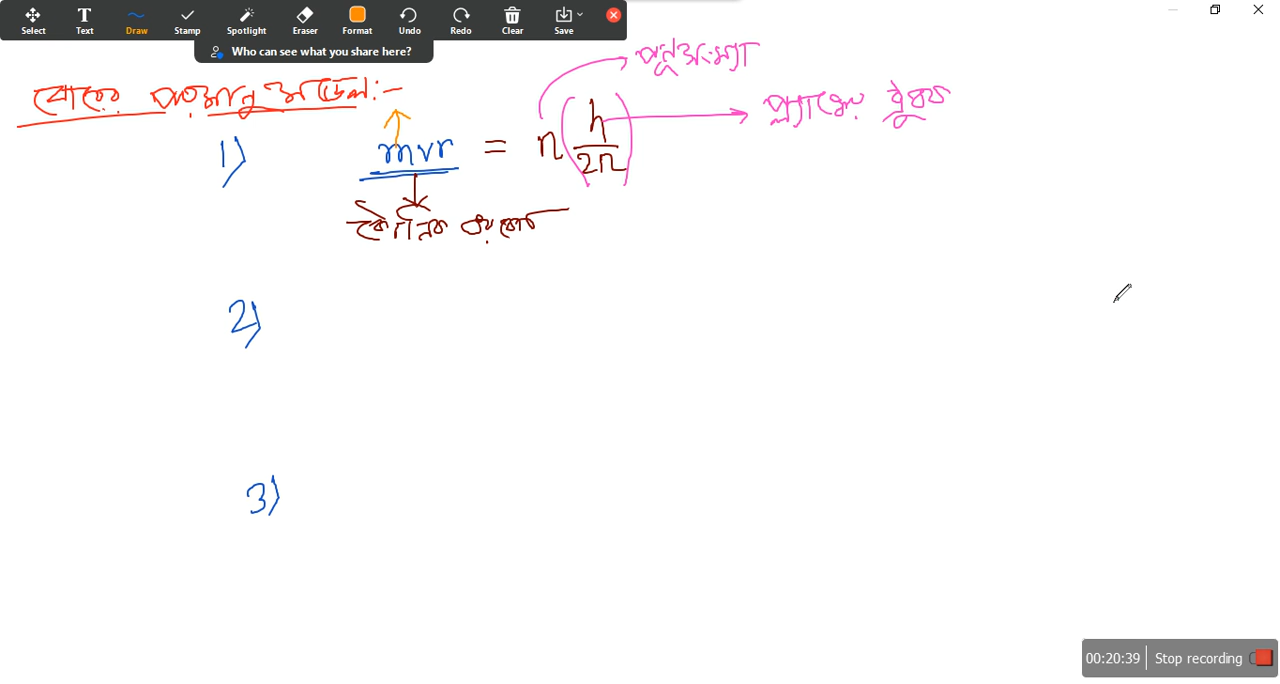 Select Text Draw Stamp Spotlight Eraser Format Undo Redo Clear Save
Who can see what you share here?
বোরের পরমানু মডেল:-
পূর্নসংখ্যা
1) mvr = n (h/2π)
প্ল্যাঙ্কের ধ্রুবক
কৌনিক ভরবেগ
2)
3)
00:20:39 Stop recording